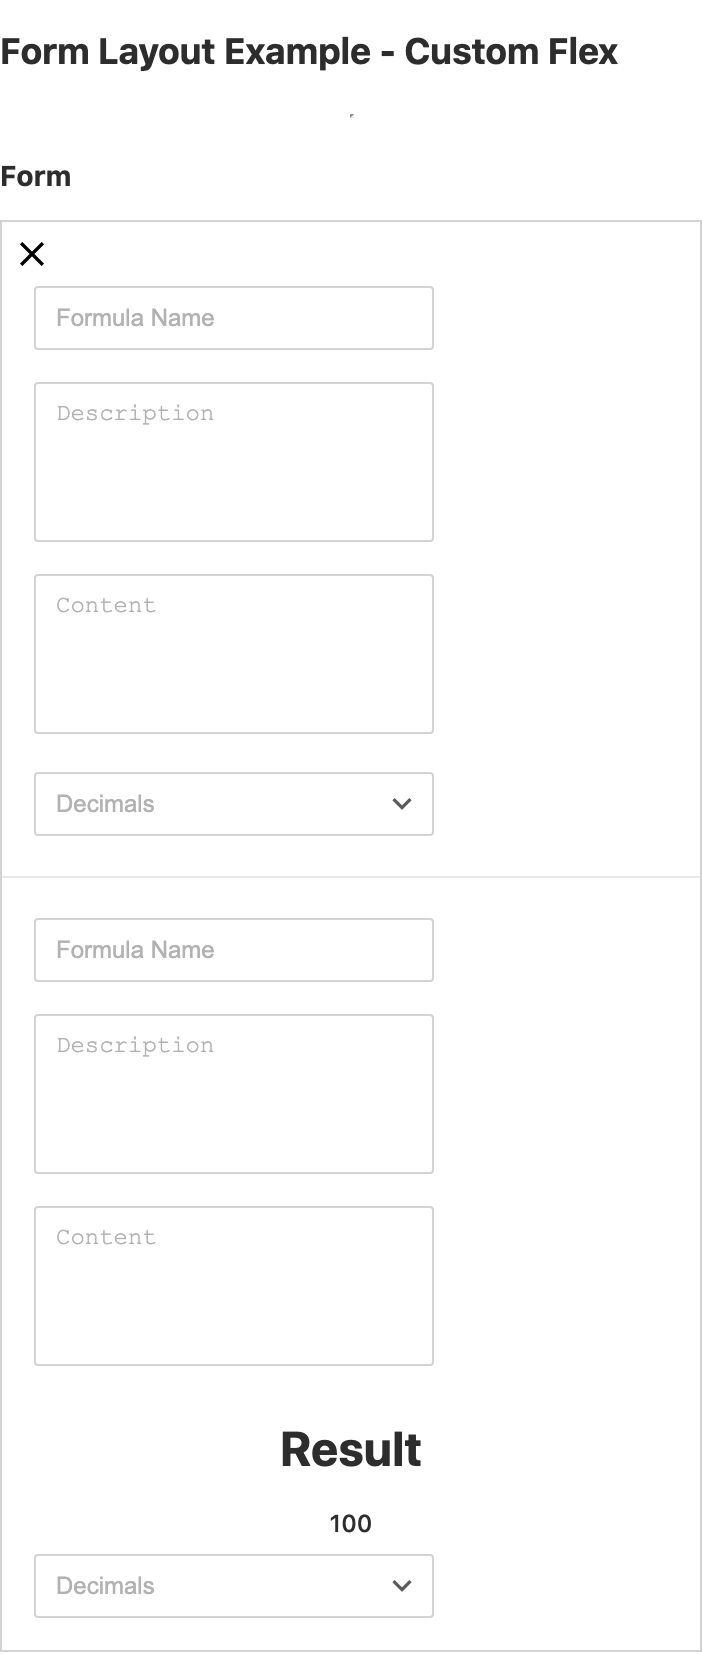 Form Layout Example - Custom Flex
Form
Formula Name
Description
Content
Decimals
Formula Name
Description
Content
Result
100
Decimals